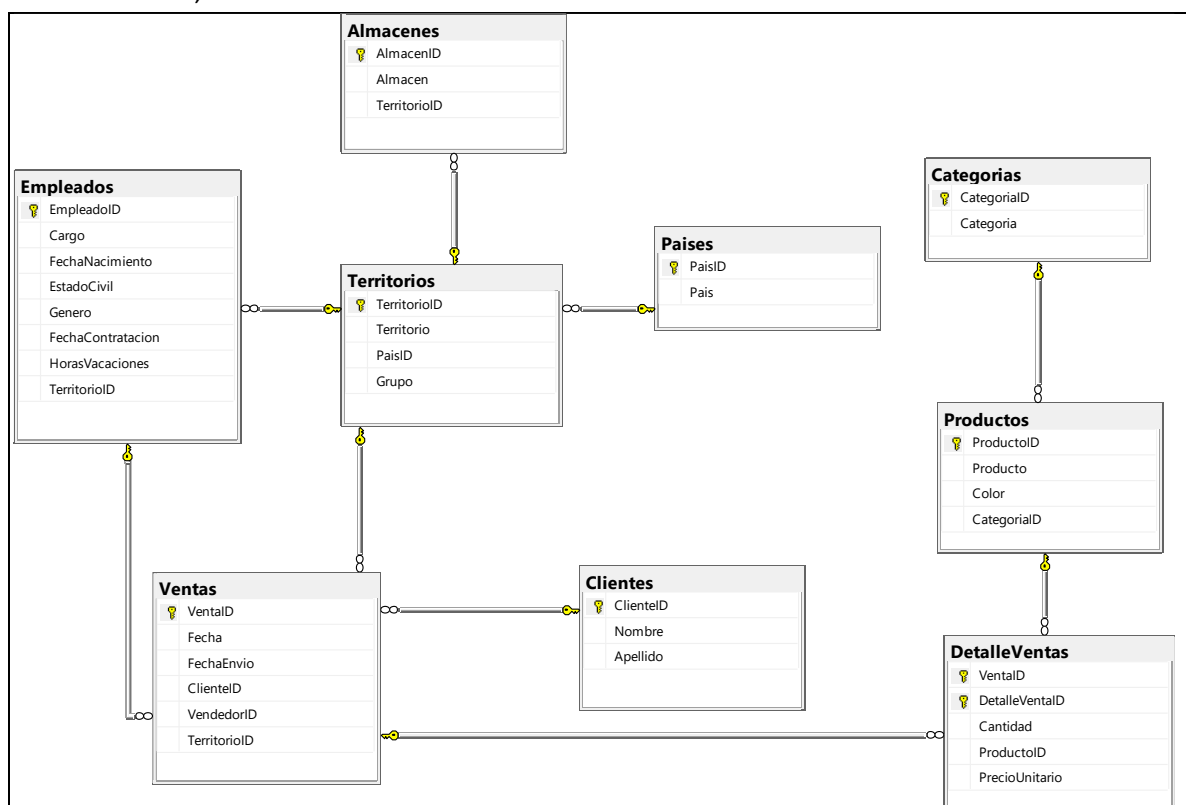 Almacenes
AlmacenID
Almacen
TerritorioID
Empleados
EmpleadoID
Cargo
FechaNacimiento
EstadoCivil
Genero
FechaContratacion
HorasVacaciones
TerritorioID
Territorios
TerritorioID
Territorio
PaisID
Grupo
Paises
PaisID
Pais
Categorias
CategoriaID
Categoria
Productos
ProductoID
Producto
Color
CategoriaID
Ventas
VentaID
Fecha
FechaEnvio
ClienteID
VendedorID
TerritorioID
Clientes
ClienteID
Nombre
Apellido
DetalleVentas
VentaID
DetalleVentaID
Cantidad
ProductoID
PrecioUnitario